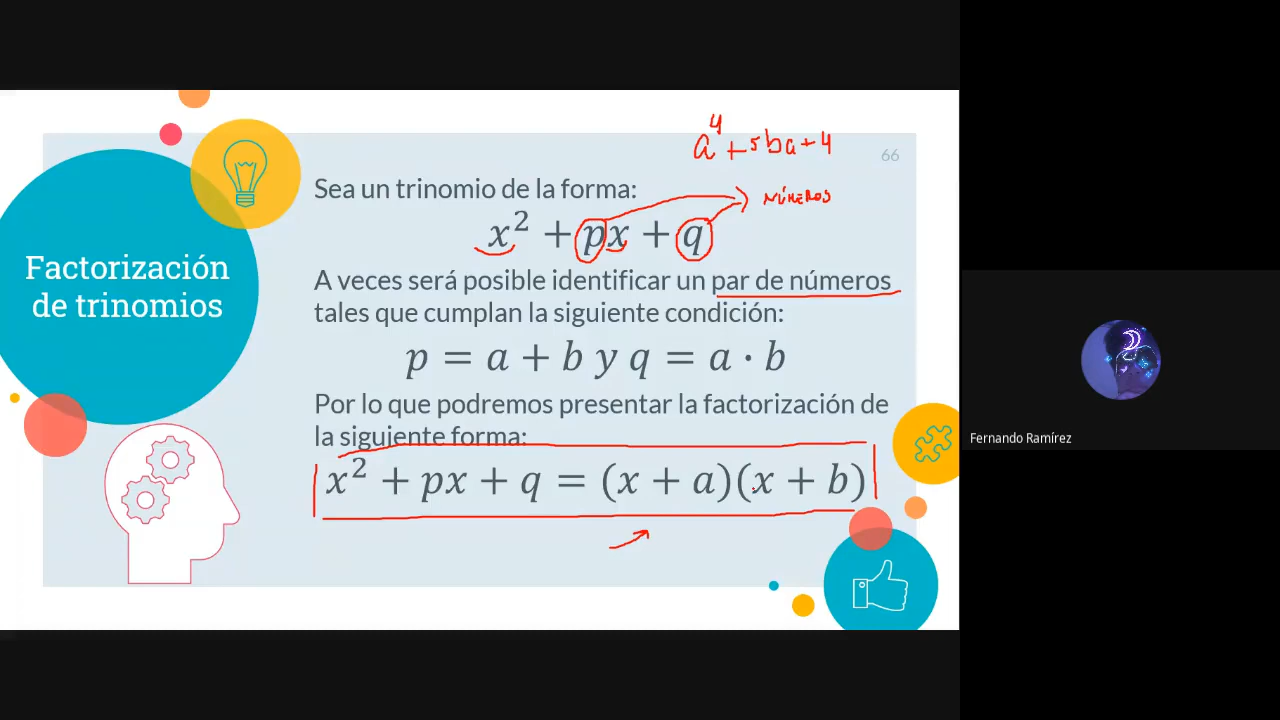 a⁴ + 5ba + 4
66
Sea un trinomio de la forma:
NÚMEROS
x² + px + q
Factorización
de trinomios
A veces será posible identificar un par de números
tales que cumplan la siguiente condición:
p = a + b y q = a · b
Por lo que podremos presentar la factorización de
la siguiente forma:
x² + px + q = (x + a)(x + b)
Fernando Ramírez